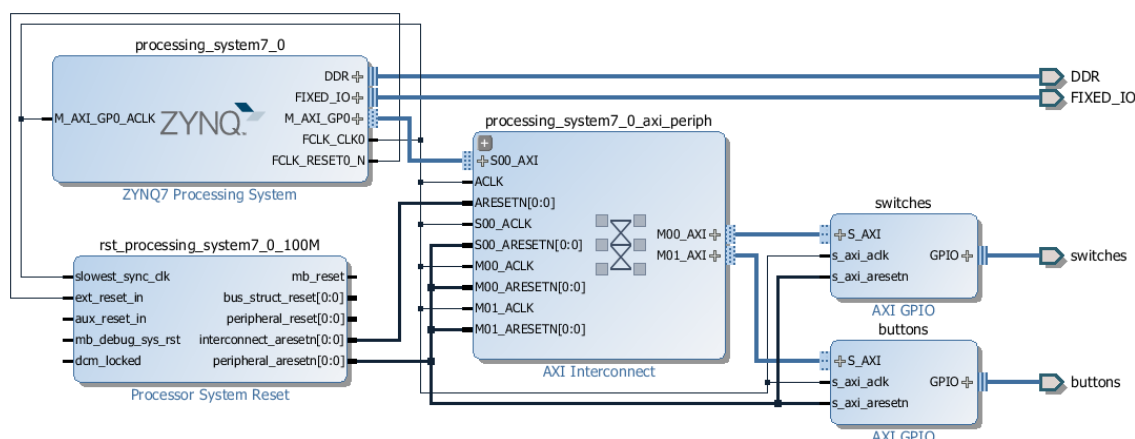 processing_system7_0
DDR
FIXED_IO
M_AXI_GP0_ACLK
ZYNQ
M_AXI_GP0
FCLK_CLK0
FCLK_RESET0_N
ZYNQ7 Processing System
DDR
FIXED_IO
processing_system7_0_axi_periph
S00_AXI
ACLK
ARESETN[0:0]
S00_ACLK
S00_ARESETN[0:0]
M00_ACLK
M00_ARESETN[0:0]
M01_ACLK
M01_ARESETN[0:0]
M00_AXI
M01_AXI
AXI Interconnect
rst_processing_system7_0_100M
slowest_sync_clk
ext_reset_in
aux_reset_in
mb_debug_sys_rst
dcm_locked
mb_reset
bus_struct_reset[0:0]
peripheral_reset[0:0]
interconnect_aresetn[0:0]
peripheral_aresetn[0:0]
Processor System Reset
switches
S_AXI
s_axi_aclk
s_axi_aresetn
GPIO
AXI GPIO
switches
buttons
S_AXI
s_axi_aclk
s_axi_aresetn
GPIO
AXI GPIO
buttons